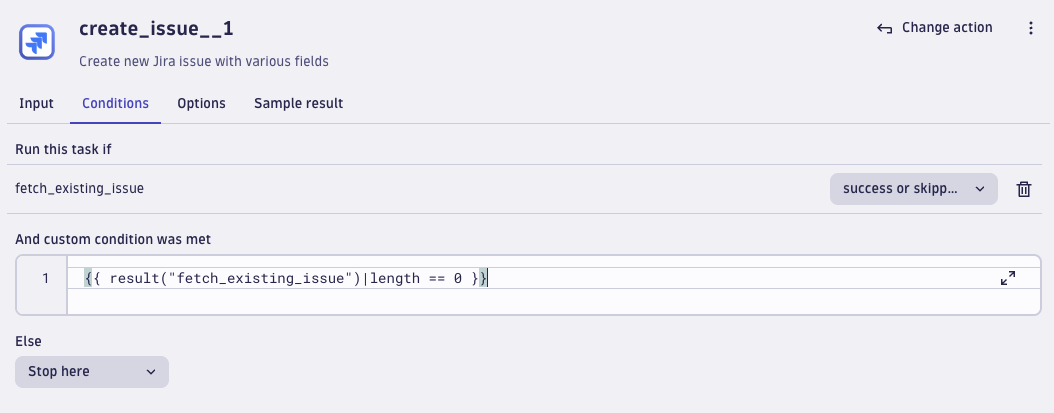 create_issue__1
Change action
Create new Jira issue with various fields
Input Conditions Options Sample result
Run this task if
fetch_existing_issue
success or skipp...
And custom condition was met
1 {{ result("fetch_existing_issue")|length == 0 }}
Else
Stop here